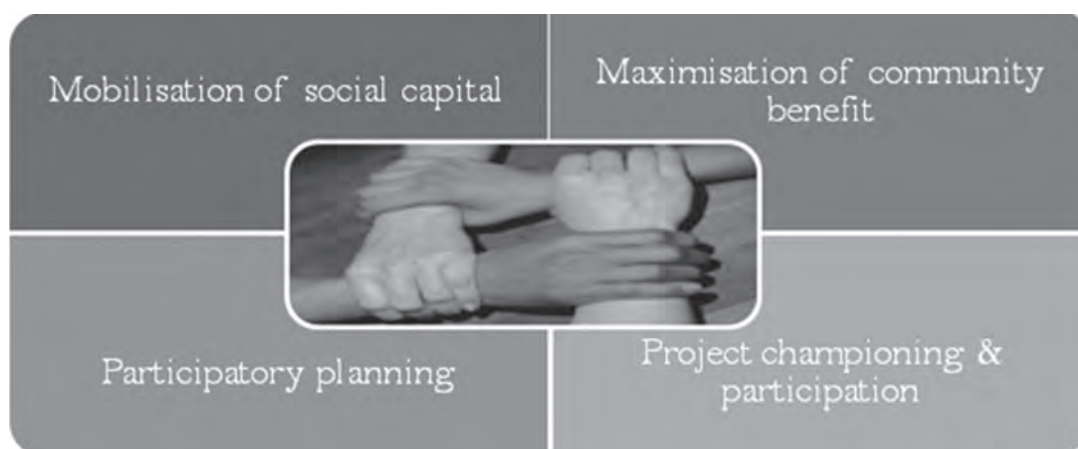 Mobilisation of social capital
Maximisation of community
benefit
Participatory planning
Project championing &
participation